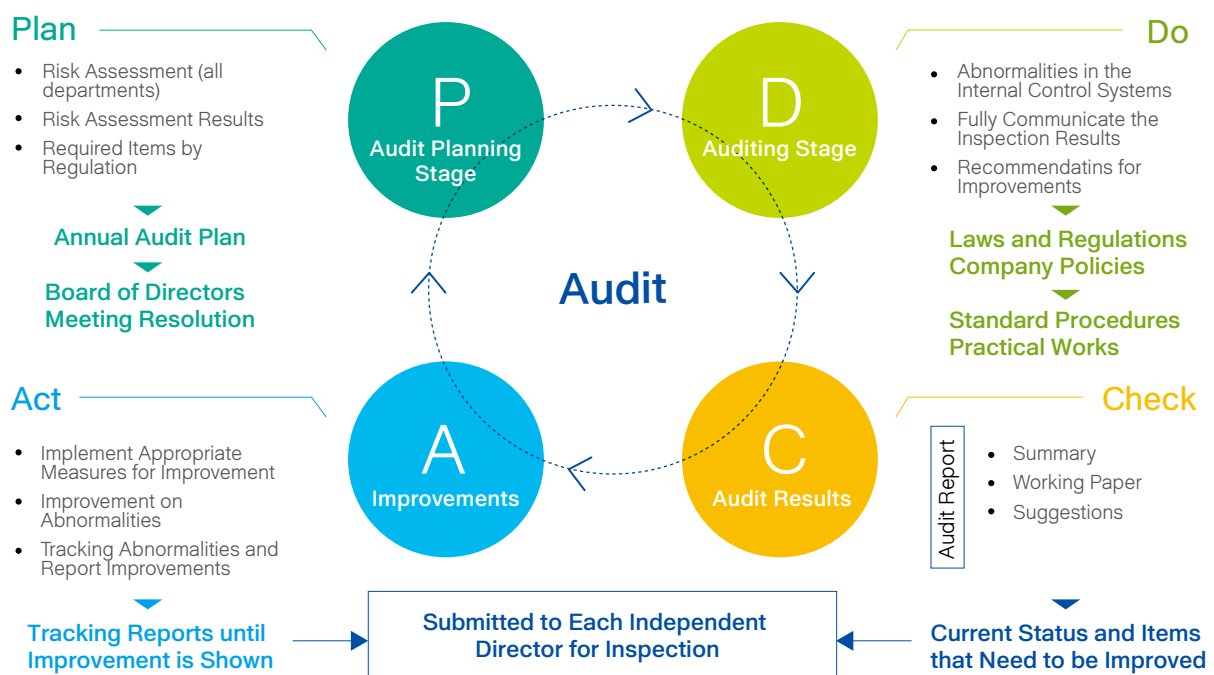 Plan
• Risk Assessment (all
departments)
• Risk Assessment Results
• Required Items by
Regulation
Annual Audit Plan
Board of Directors
Meeting Resolution
P
Audit Planning
Stage
D
Auditing Stage
Do
• Abnormalities in the
Internal Control Systems
• Fully Communicate the
Inspection Results
• Recommendatins for
Improvements
Laws and Regulations
Company Policies
Standard Procedures
Practical Works
Audit
Act
• Implement Appropriate
Measures for Improvement
• Improvement on
Abnormalities
• Tracking Abnormalities and
Report Improvements
Tracking Reports until
Improvement is Shown
A
Improvements
C
Audit Results
Check
Audit Report
• Summary
• Working Paper
• Suggestions
Submitted to Each Independent
Director for Inspection
Current Status and Items
that Need to be Improved